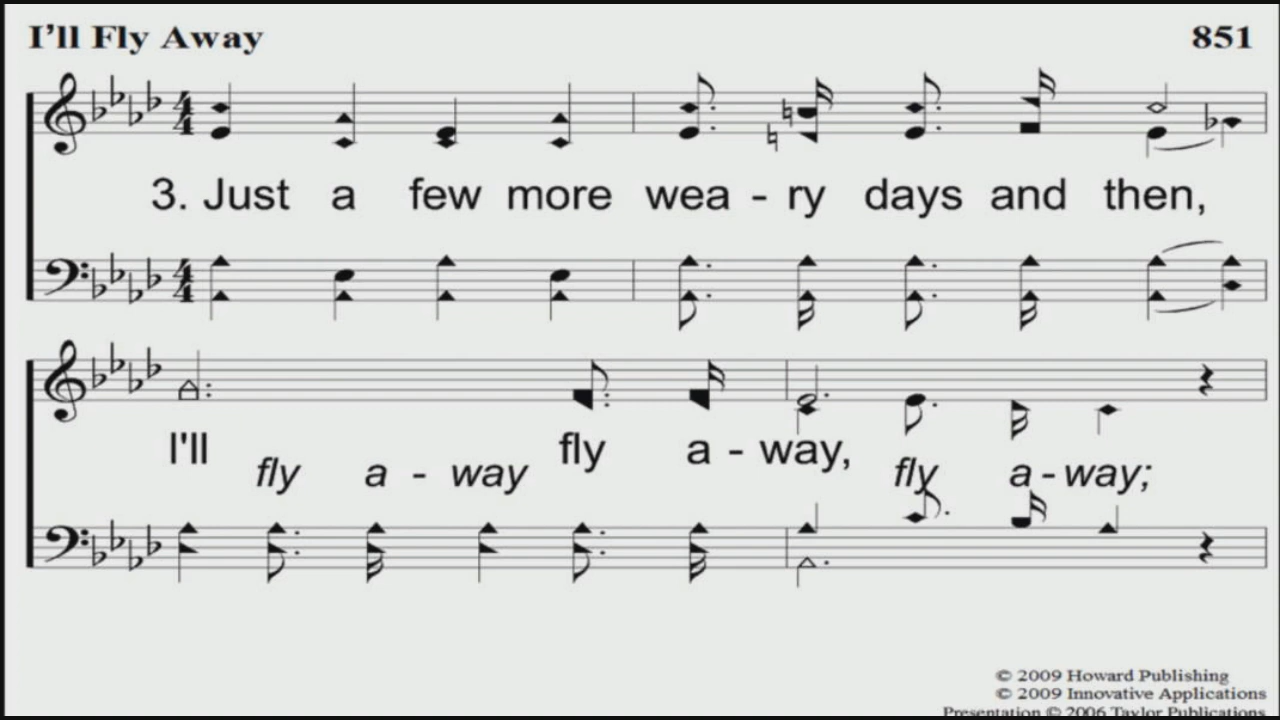 I'll Fly Away 851
3. Just a few more wea - ry days and then,
I'll fly a - way fly a - way, fly a - way;
© 2009 Howard Publishing
© 2009 Innovative Applications
Presentation © 2006 Taylor Publications